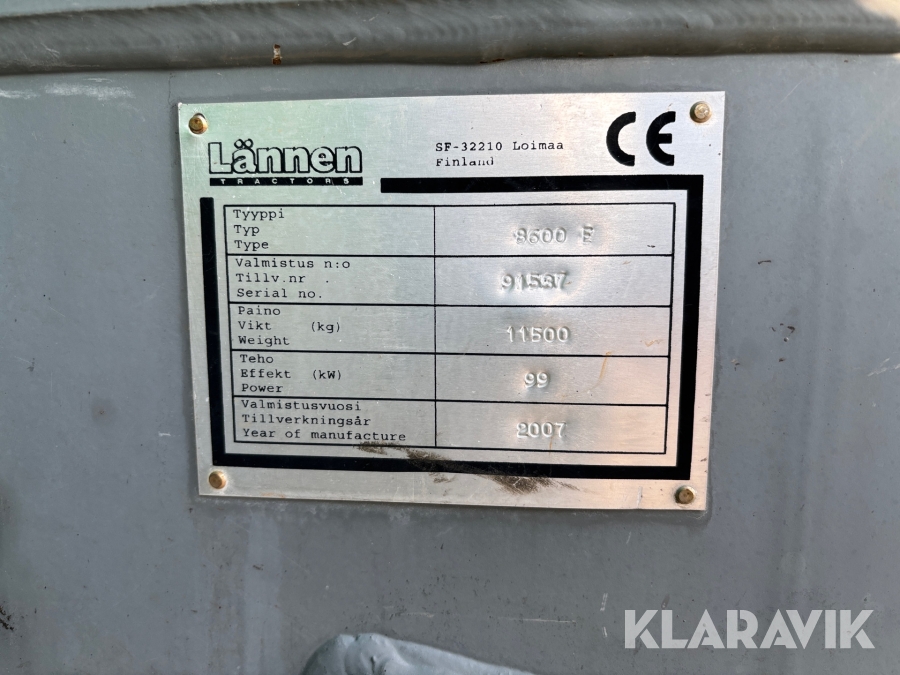 Lännen
TRACTORS
SF-32210 Loimaa
Finland
CE
Tyyppi
Typ
Type
8600 E
Valmistus n:o
Tillv.nr .
Serial no.
91537
Paino
Vikt (kg)
Weight
11500
Teho
Effekt (kW)
Power
99
Valmistusvuosi
Tillverkningsår
Year of manufacture
2007
KLARAVIK